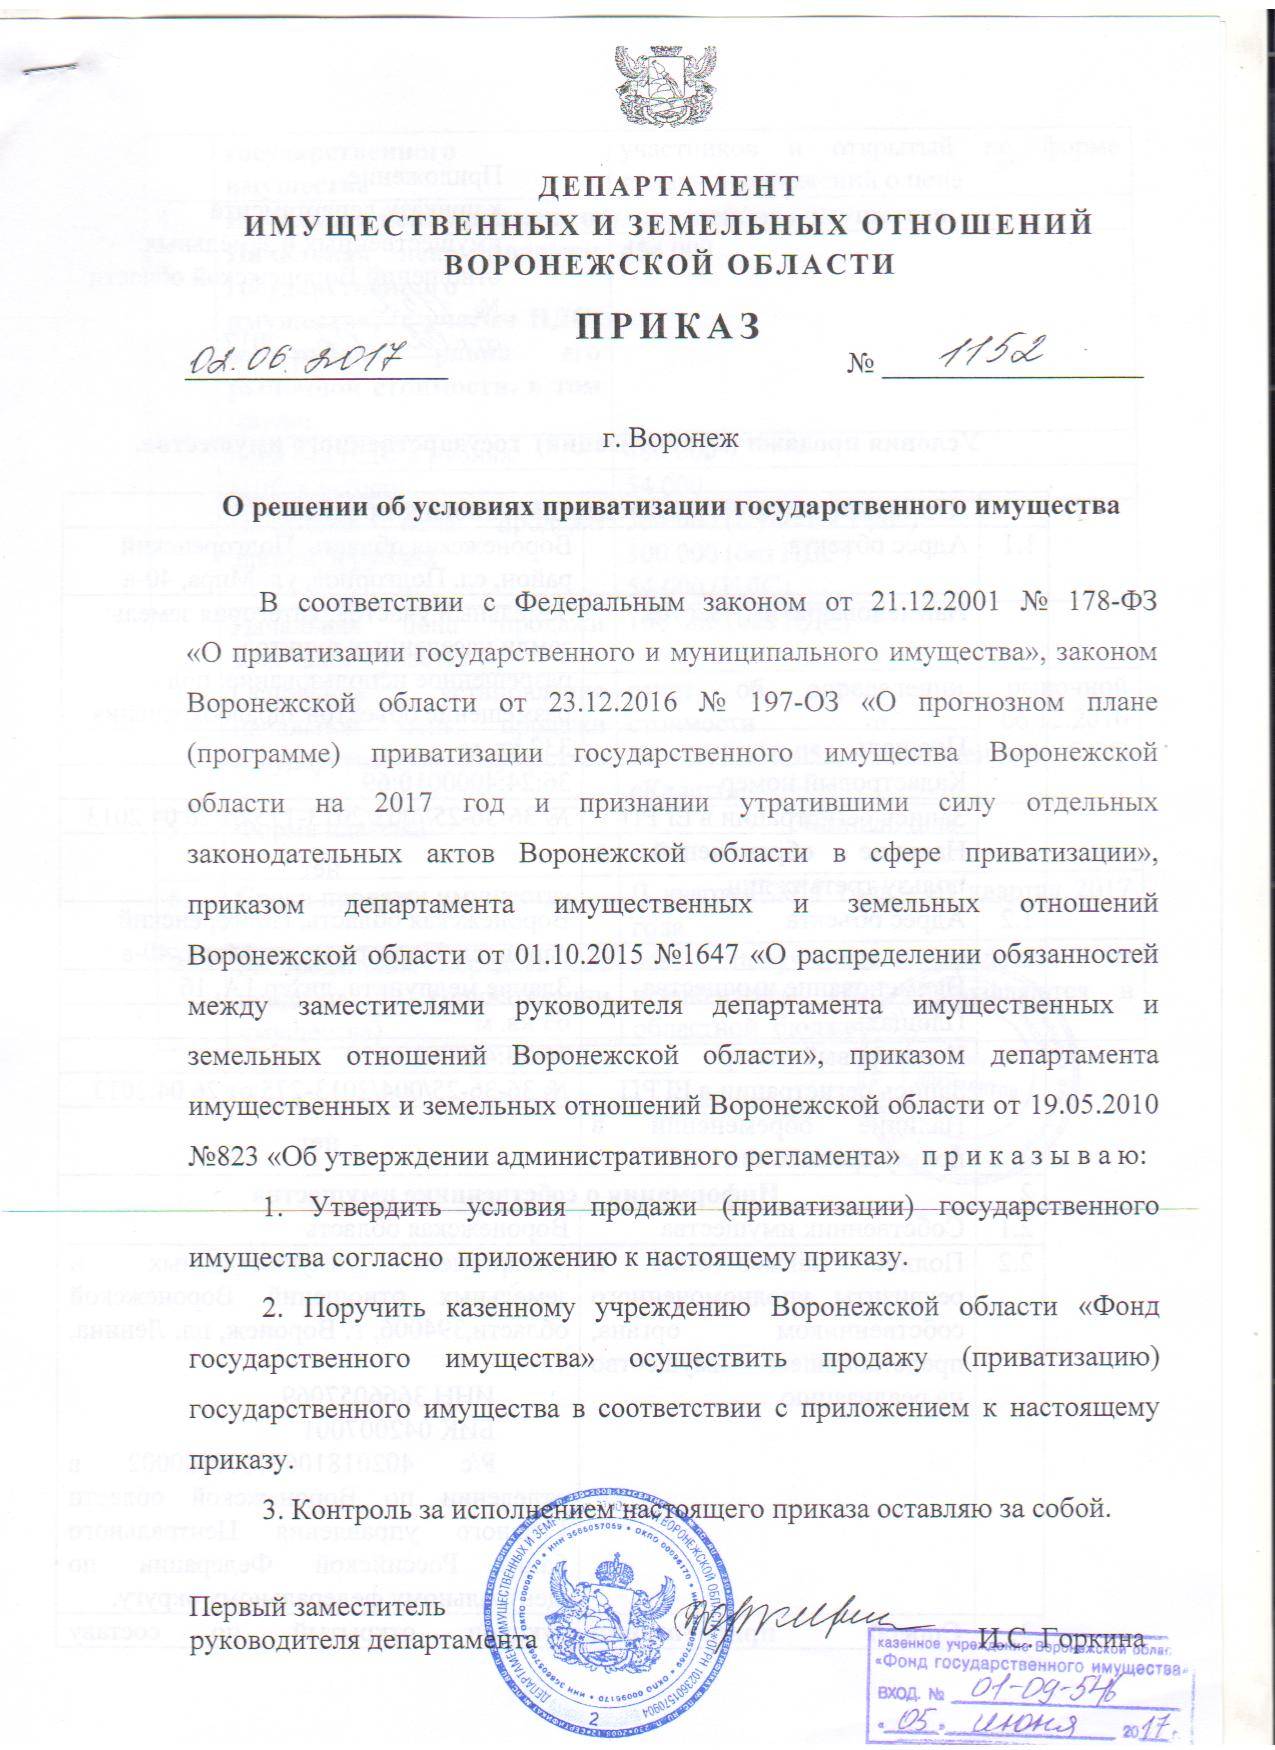 ДЕПАРТАМЕНТ
ИМУЩЕСТВЕННЫХ И ЗЕМЕЛЬНЫХ ОТНОШЕНИЙ
ВОРОНЕЖСКОЙ ОБЛАСТИ
ПРИКАЗ
02.06.2017 № 1152
г. Воронеж
О решении об условиях приватизации государственного имущества
В соответствии с Федеральным законом от 21.12.2001 № 178-ФЗ
«О приватизации государственного и муниципального имущества», законом
Воронежской области от 23.12.2016 № 197-ОЗ «О прогнозном плане
(программе) приватизации государственного имущества Воронежской
области на 2017 год и признании утратившими силу отдельных
законодательных актов Воронежской области в сфере приватизации»,
приказом департамента имущественных и земельных отношений
Воронежской области от 01.10.2015 №1647 «О распределении обязанностей
между заместителями руководителя департамента имущественных и
земельных отношений Воронежской области», приказом департамента
имущественных и земельных отношений Воронежской области от 19.05.2010
№823 «Об утверждении административного регламента» п р и к а з ы в а ю:
1. Утвердить условия продажи (приватизации) государственного
имущества согласно приложению к настоящему приказу.
2. Поручить казенному учреждению Воронежской области «Фонд
государственного имущества» осуществить продажу (приватизацию)
государственного имущества в соответствии с приложением к настоящему
приказу.
3. Контроль за исполнением настоящего приказа оставляю за собой.
Первый заместитель
руководителя департамента И.С. Горкина
казенное учреждение Воронежской облас
«Фонд государственного имущества»
ВХОД. № 01-09-546
«05» июня 2017 г.
ИНН 3666057069 • ОКПО 00096170
ОГРН 1023601570904
2